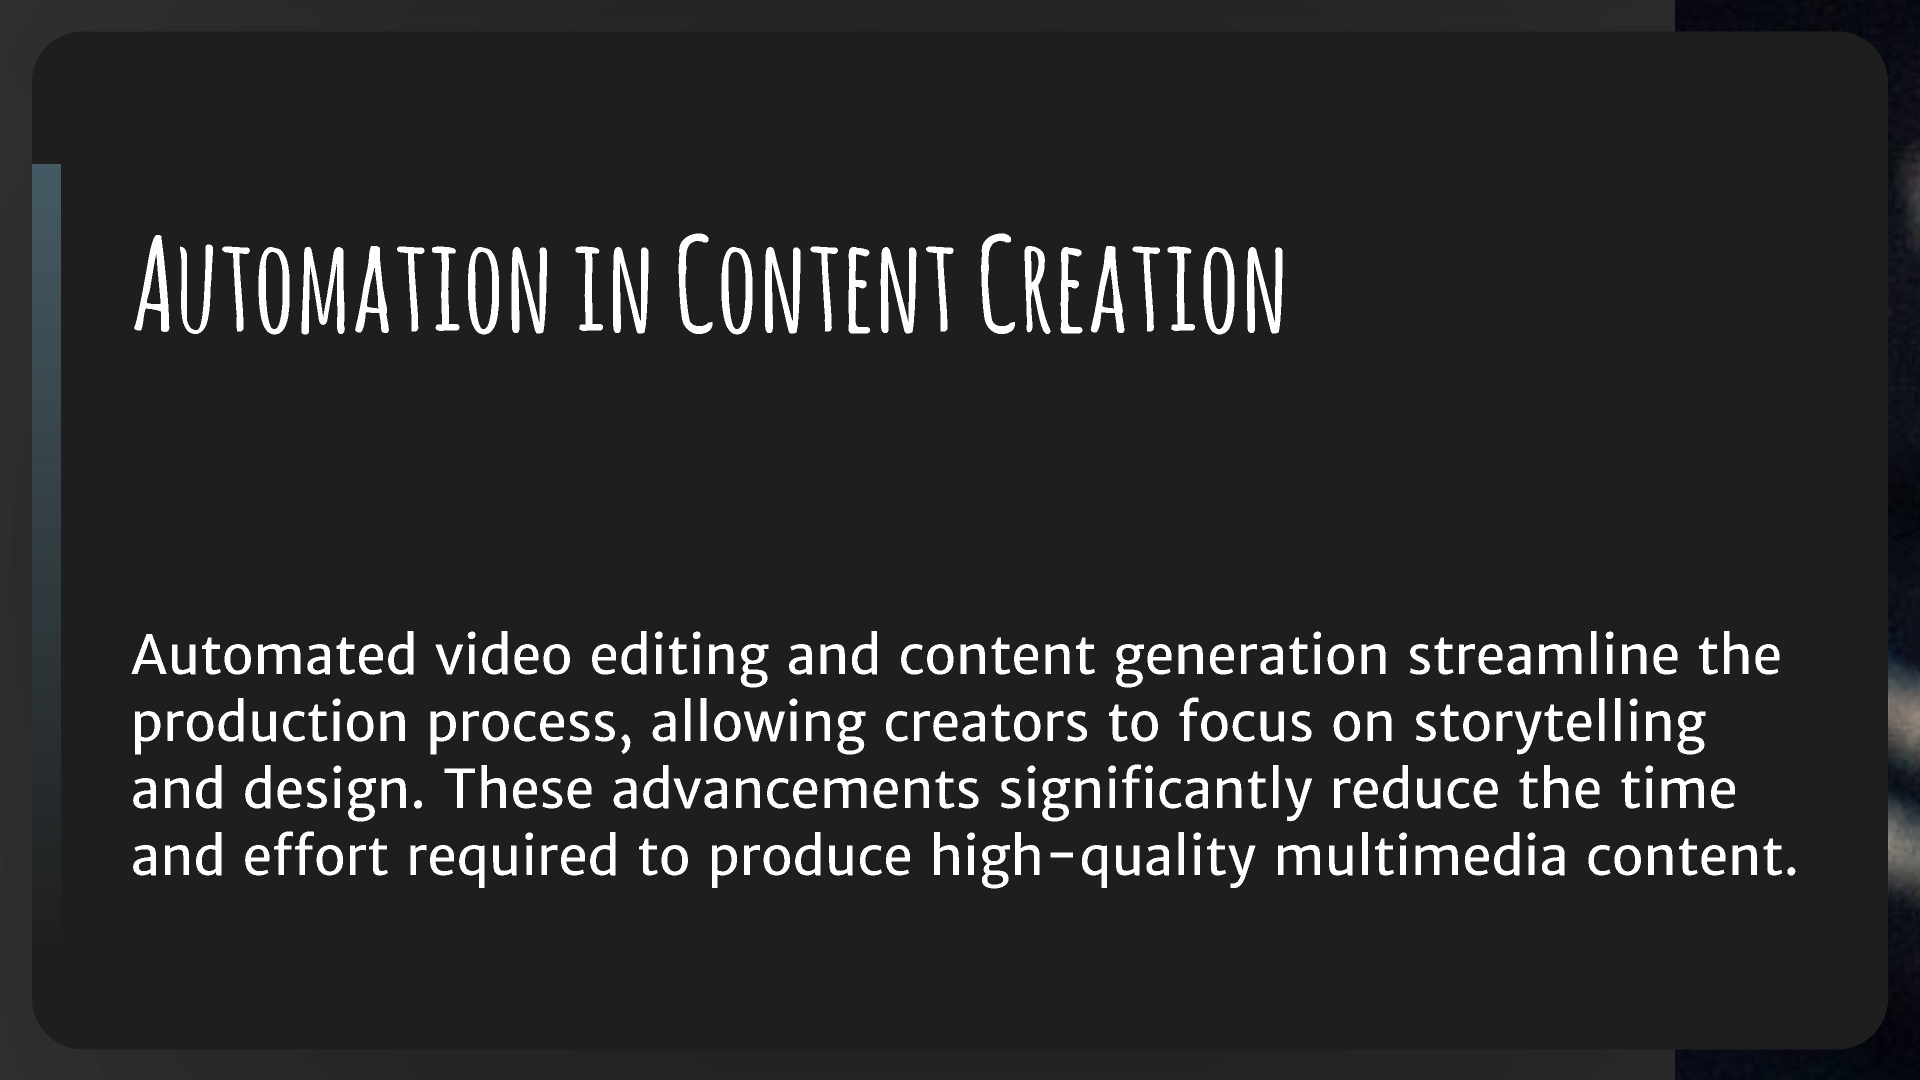 Automation in Content Creation
Automated video editing and content generation streamline the
production process, allowing creators to focus on storytelling
and design. These advancements significantly reduce the time
and effort required to produce high-quality multimedia content.